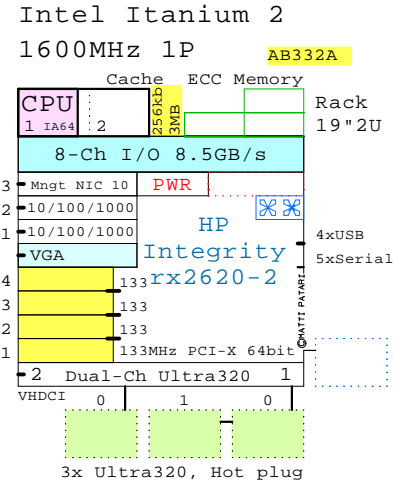 Intel Itanium 2
1600MHz 1P
AB332A
Cache ECC Memory
CPU
1 IA64
2
256kb
3MB
Rack
19"2U
8-Ch I/O 8.5GB/s
3 Mngt NIC 10
PWR
2 10/100/1000
1 10/100/1000
VGA
HP
Integrity
rx2620-2
4xUSB
5xSerial
©MATTI PATARI
4 133
3 133
2 133
1 133MHz PCI-X 64bit
2 Dual-Ch Ultra320 1
VHDCI 0 1 0
3x Ultra320, Hot plug